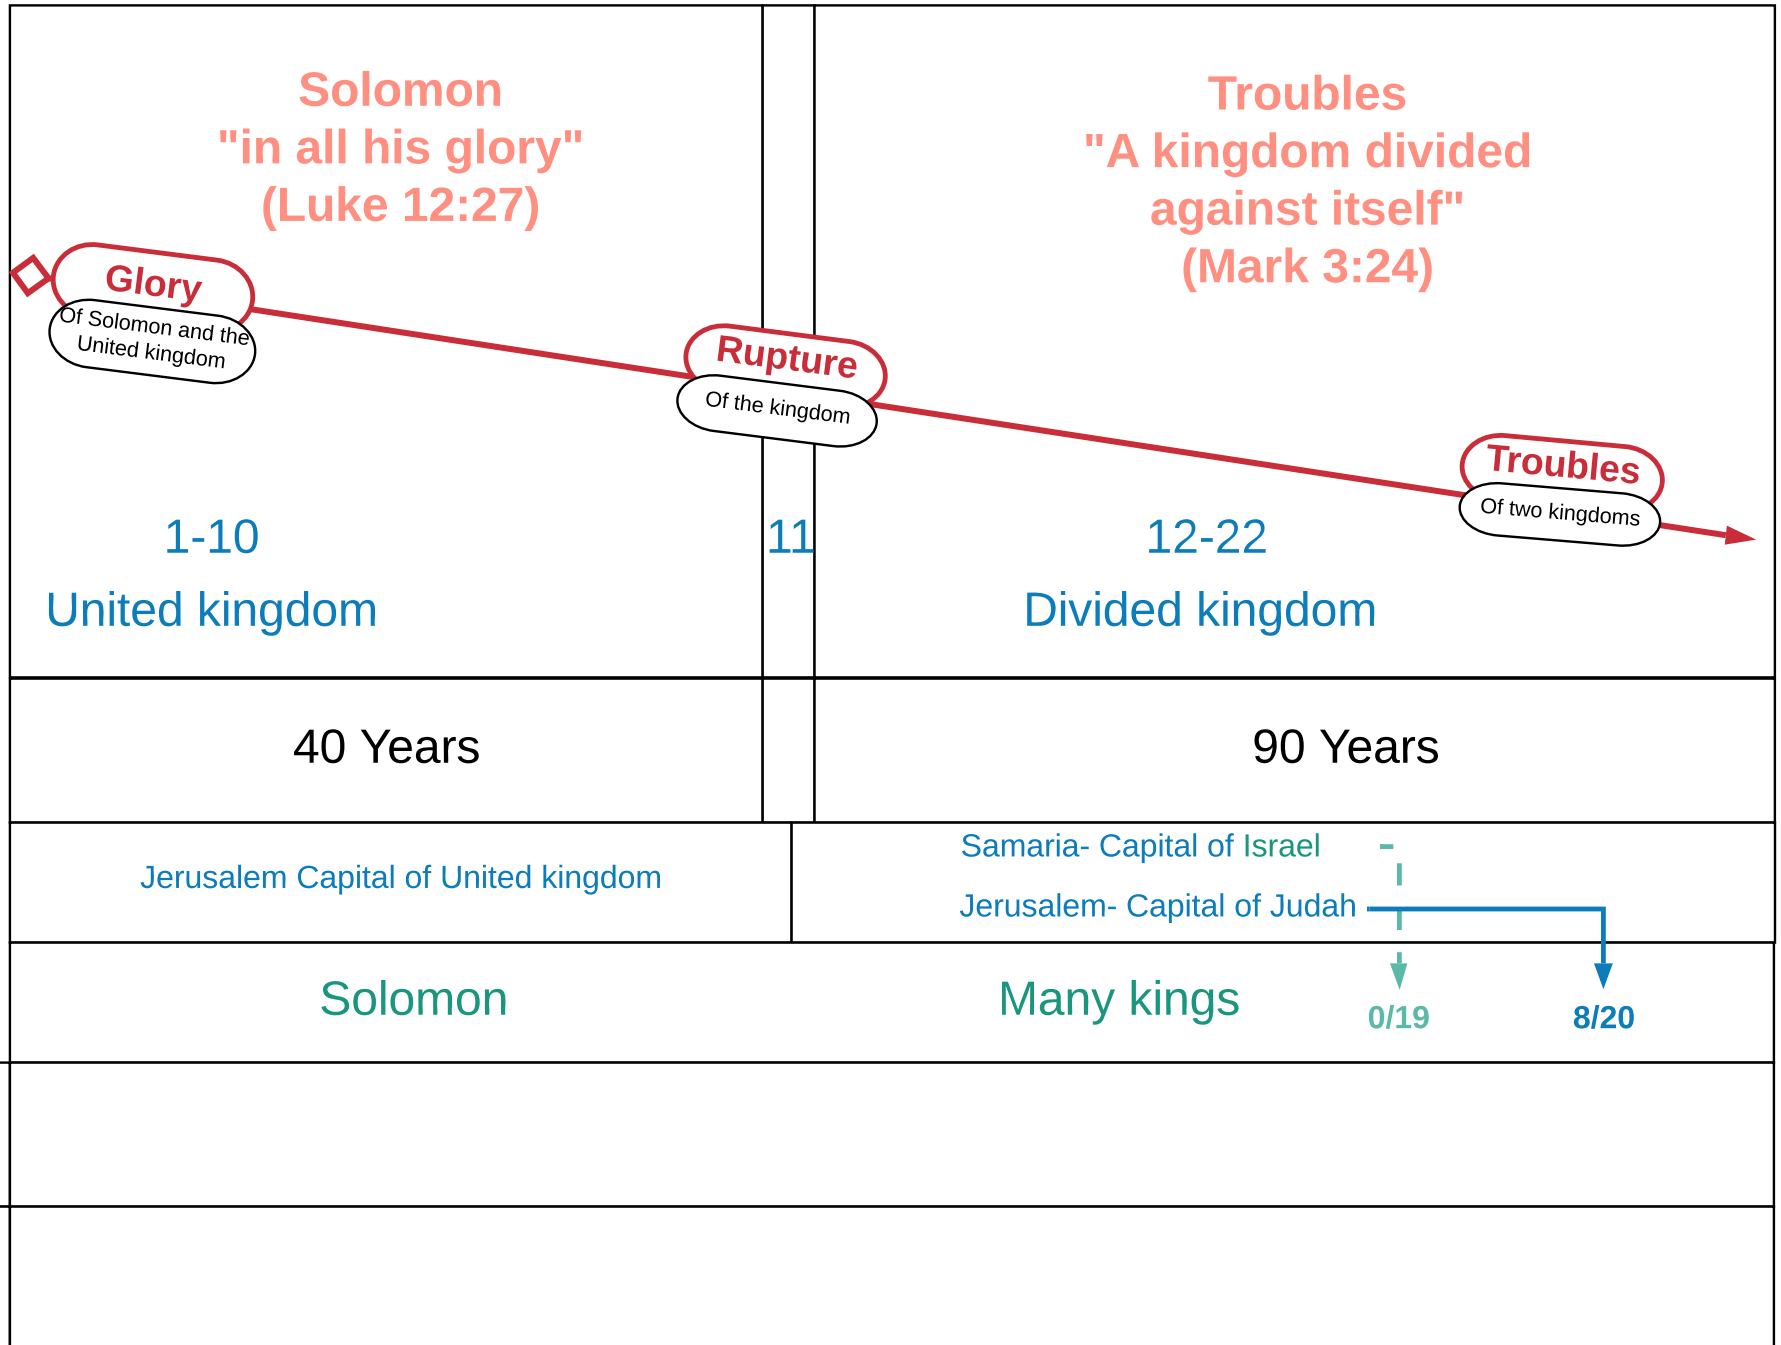 Solomon
"in all his glory"
(Luke 12:27)
Troubles
"A kingdom divided
against itself"
(Mark 3:24)
Glory
Of Solomon and the
United kingdom
Rupture
Of the kingdom
Troubles
Of two kingdoms
1-10
11
12-22
United kingdom
Divided kingdom
40 Years
90 Years
Jerusalem Capital of United kingdom
Samaria- Capital of Israel
Jerusalem- Capital of Judah
Solomon
Many kings
0/19
8/20